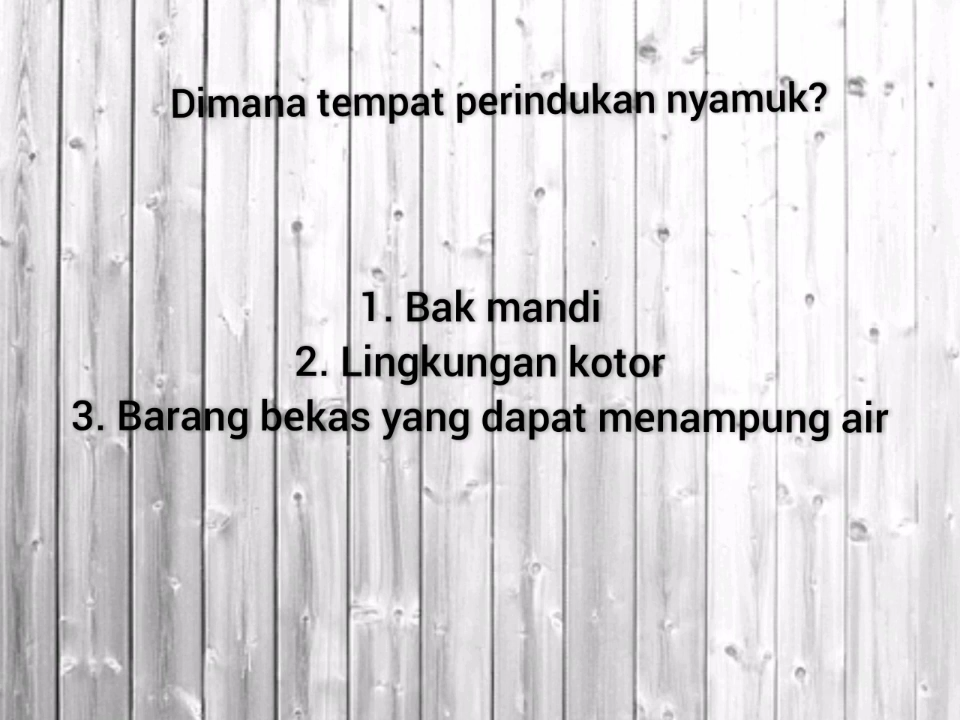 Dimana tempat perindukan nyamuk?
1. Bak mandi
2. Lingkungan kotor
3. Barang bekas yang dapat menampung air